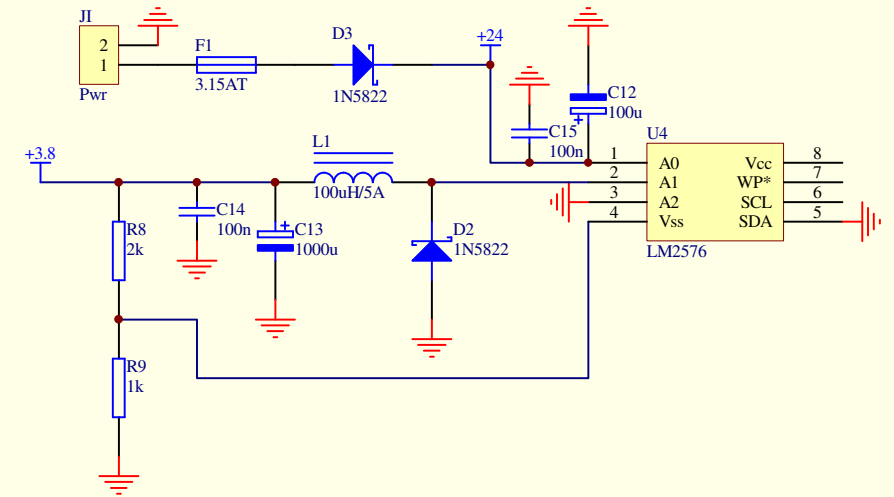 JI
2
1
Pwr
F1
3.15AT
D3
1N5822
+24
C12
100u
C15
100n
U4
1
2
3
4
A0
A1
A2
Vss
Vcc
WP*
SCL
SDA
8
7
6
5
LM2576
+3.8
L1
100uH/5A
C14
100n
C13
1000u
D2
1N5822
R8
2k
R9
1k